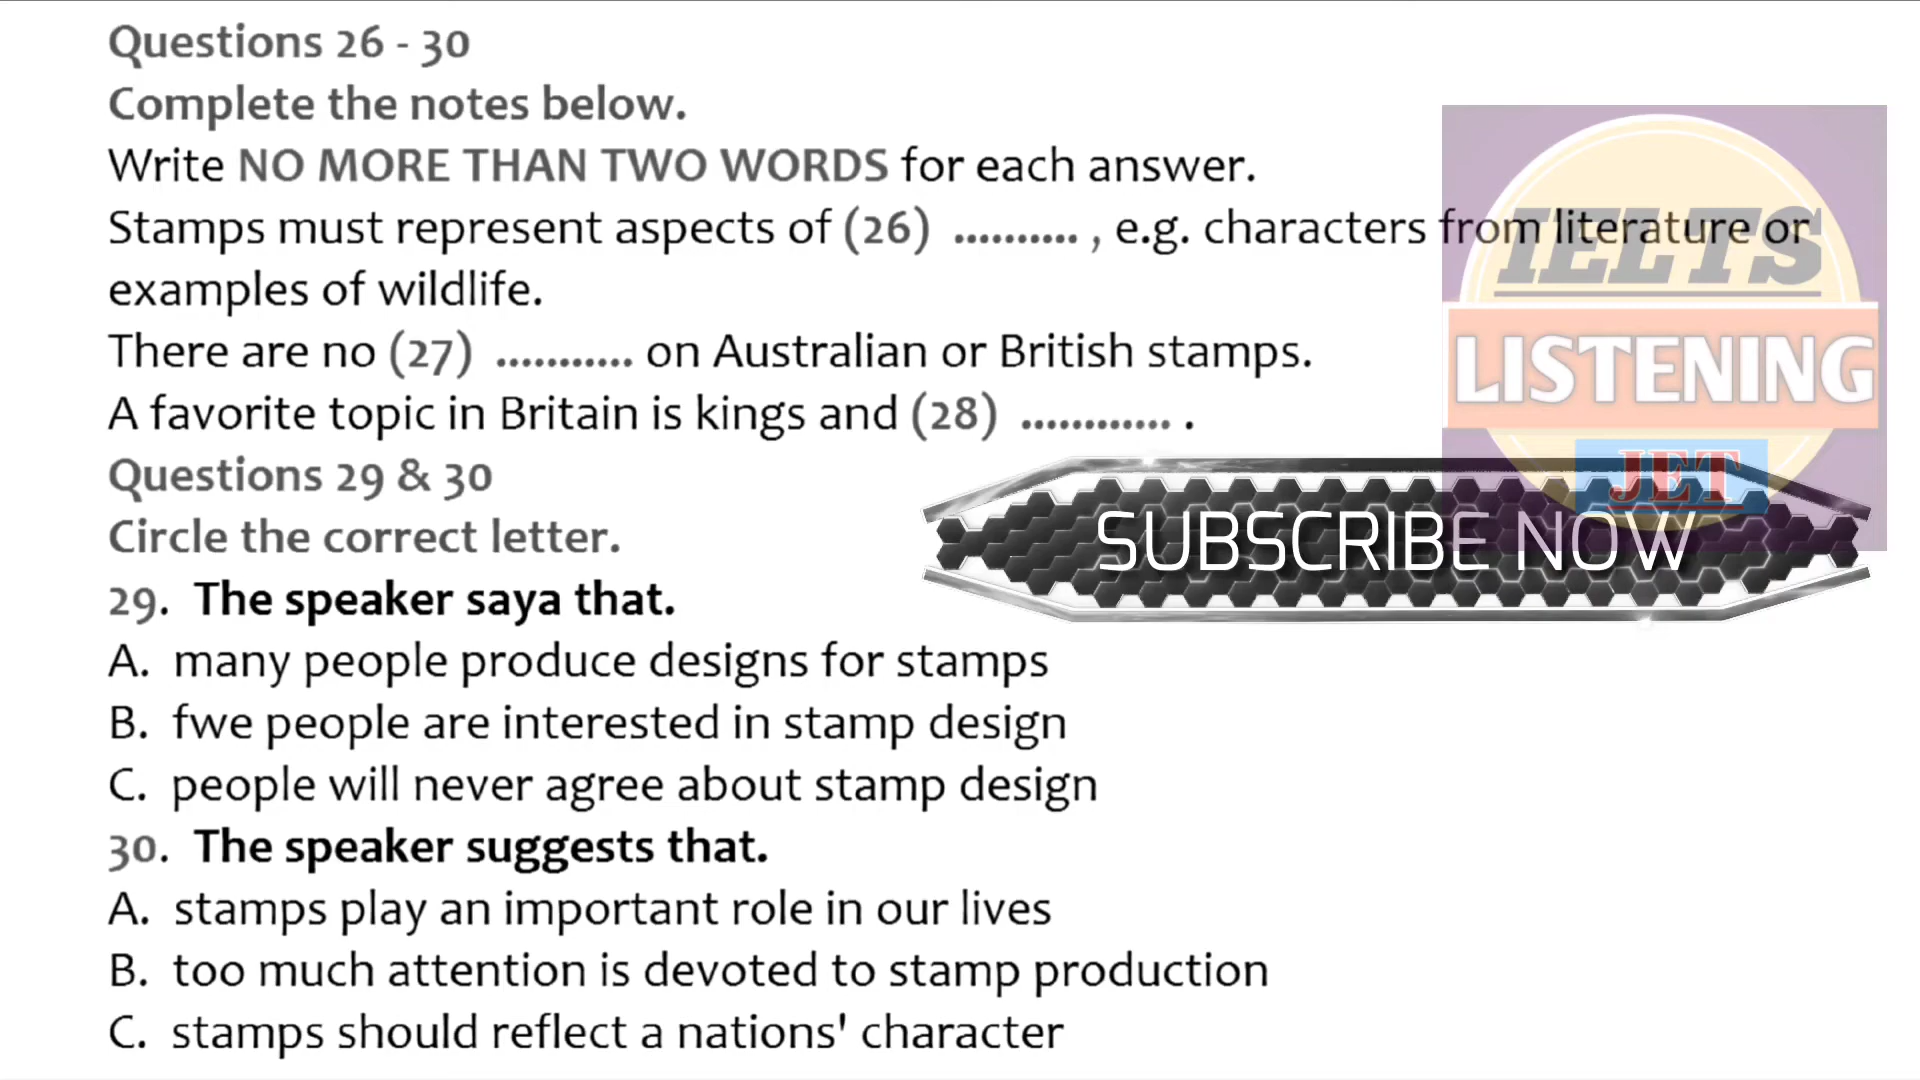 Questions 26 - 30
Complete the notes below.
Write NO MORE THAN TWO WORDS for each answer.
Stamps must represent aspects of (26) .......... , e.g. characters from literature or
examples of wildlife.
There are no (27) ........... on Australian or British stamps.
A favorite topic in Britain is kings and (28) ............ .
Questions 29 & 30
Circle the correct letter.
29. The speaker saya that.
A. many people produce designs for stamps
B. fwe people are interested in stamp design
C. people will never agree about stamp design
30. The speaker suggests that.
A. stamps play an important role in our lives
B. too much attention is devoted to stamp production
C. stamps should reflect a nations' character
IELTS
LISTENING
JET
SUBSCRIBE NOW